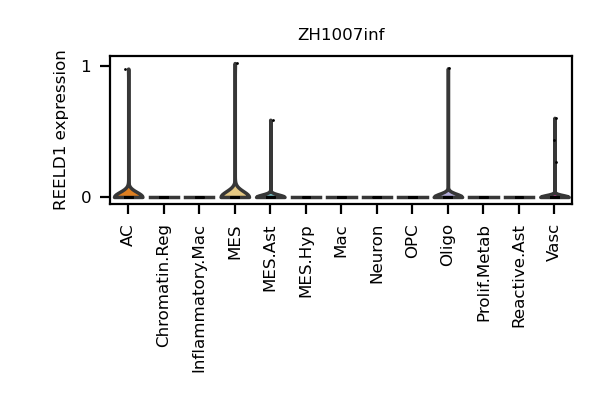 ZH1007inf
REELD1 expression
1
0
AC
Chromatin.Reg
Inflammatory.Mac
MES
MES.Ast
MES.Hyp
Mac
Neuron
OPC
Oligo
Prolif.Metab
Reactive.Ast
Vasc